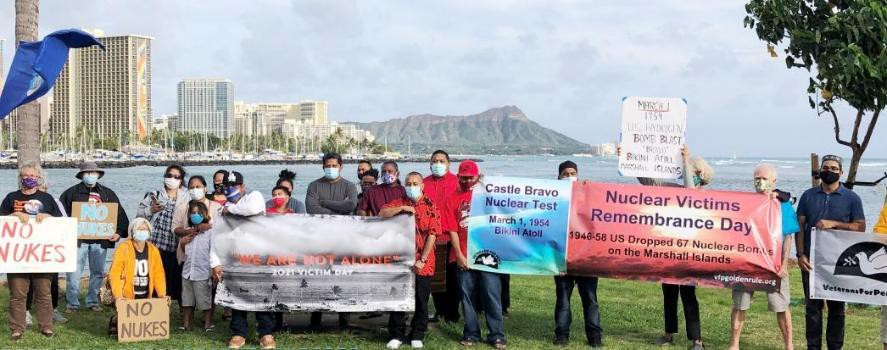 NO NUKES
NO
NUKES
NO NUKES
"WE ARE NOT ALONE"
2021 VICTIM DAY
Castle Bravo
Nuclear Test
March 1, 1954
Bikini Atoll
MARCH 1
1954
US HYDROGEN
BOMB BLAST
"BRAVO"
BIKINI ATOLL
MARSHALL ISLANDS
Nuclear Victims
Remembrance Day
1946-58 US Dropped 67 Nuclear Bombs
on the Marshall Islands
vfpgoldenrule.org